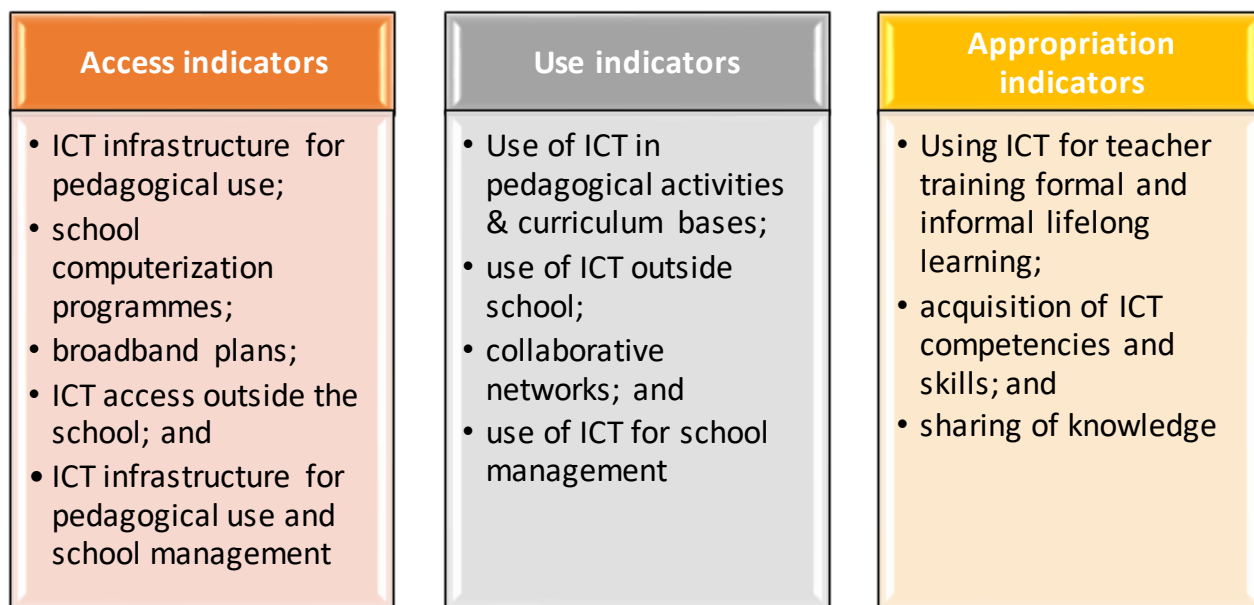 Access indicators
• ICT infrastructure for
pedagogical use;
• school
computerization
programmes;
• broadband plans;
• ICT access outside the
school; and
• ICT infrastructure for
pedagogical use and
school management
Use indicators
• Use of ICT in
pedagogical activities
& curriculum bases;
• use of ICT outside
school;
• collaborative
networks; and
• use of ICT for school
management
Appropriation
indicators
• Using ICT for teacher
training formal and
informal lifelong
learning;
• acquisition of ICT
competencies and
skills; and
• sharing of knowledge